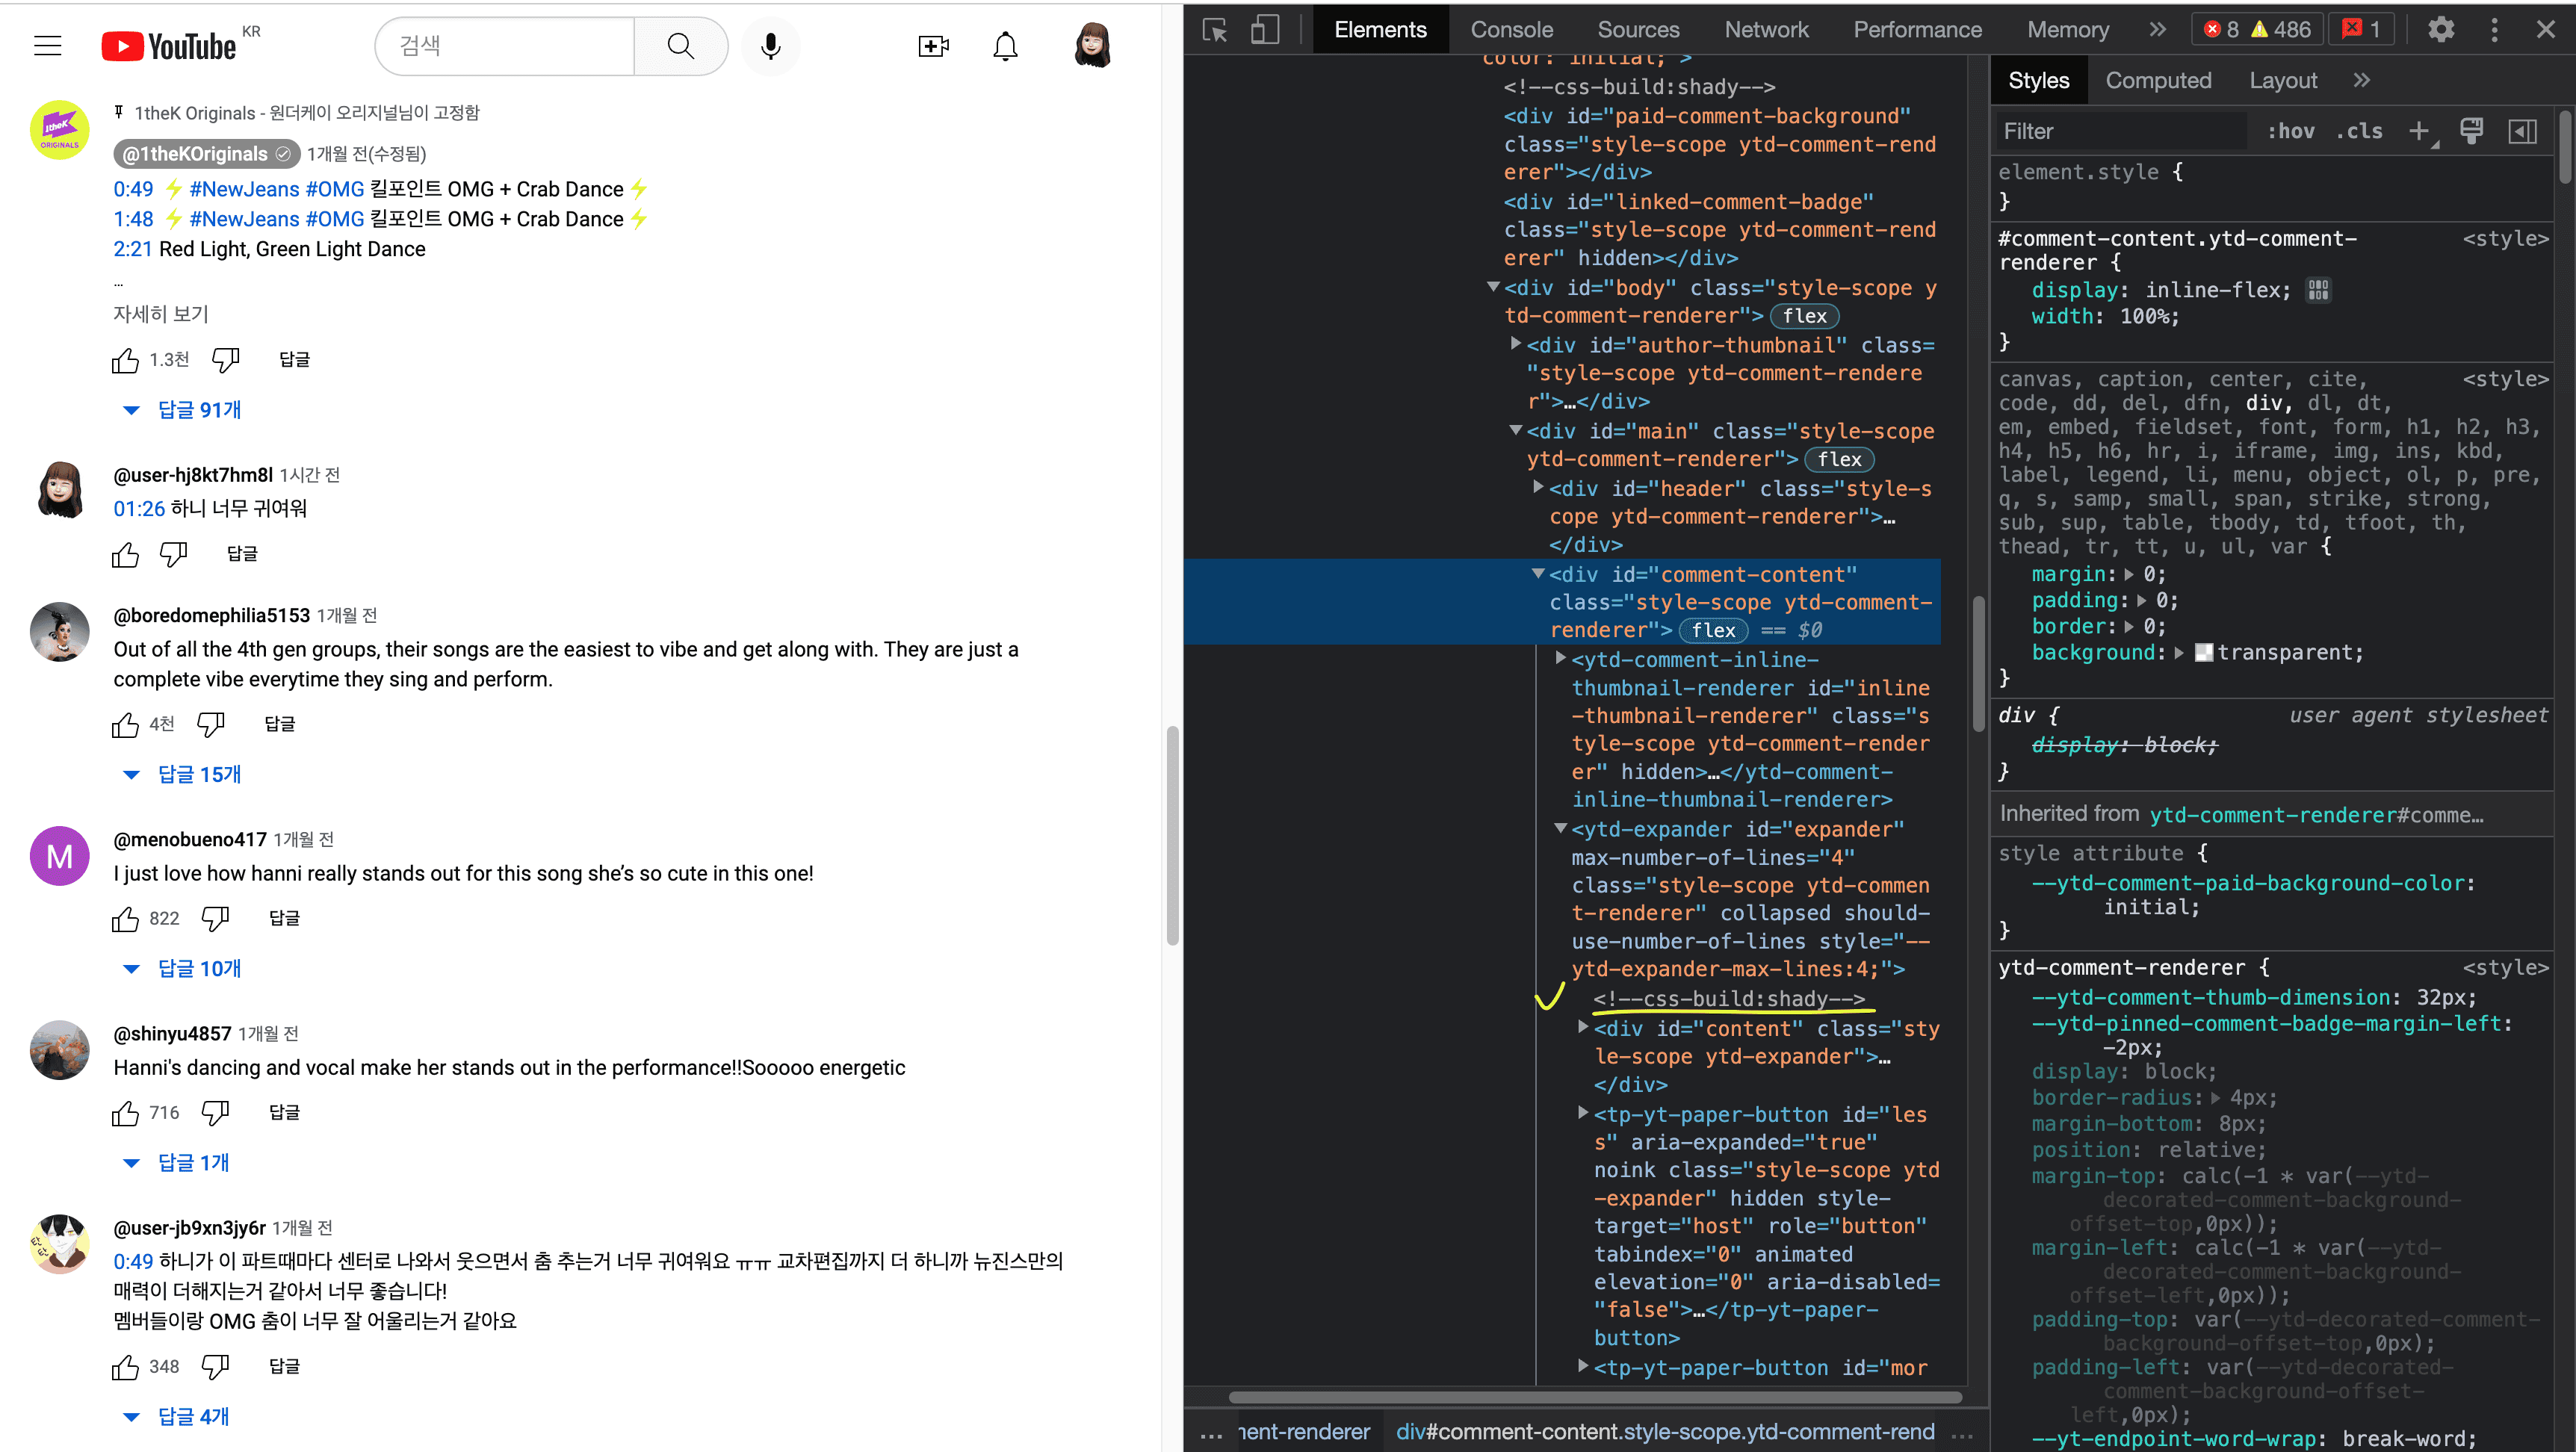 YouTube KR
검색
1theK Originals - 원더케이 오리지널님이 고정함
1theK
ORIGINALS
@1theKOriginals 1개월 전(수정됨)
0:49 ⚡ #NewJeans #OMG 킬포인트 OMG + Crab Dance⚡
1:48 ⚡ #NewJeans #OMG 킬포인트 OMG + Crab Dance⚡
2:21 Red Light, Green Light Dance
...
자세히 보기
1.3천 답글
답글 91개
@user-hj8kt7hm8l 1시간 전
01:26 하니 너무 귀여워
답글
@boredomephilia5153 1개월 전
Out of all the 4th gen groups, their songs are the easiest to vibe and get along with. They are just a
complete vibe everytime they sing and perform.
4천 답글
답글 15개
M
@menobueno417 1개월 전
I just love how hanni really stands out for this song she’s so cute in this one!
822 답글
답글 10개
@shinyu4857 1개월 전
Hanni's dancing and vocal make her stands out in the performance!!Sooooo energetic
716 답글
답글 1개
@user-jb9xn3jy6r 1개월 전
0:49 하니가 이 파트때마다 센터로 나와서 웃으면서 춤 추는거 너무 귀여워요 ㅠㅠ 교차편집까지 더 하니까 뉴진스만의
매력이 더해지는거 같아서 너무 좋습니다!
멤버들이랑 OMG 춤이 너무 잘 어울리는거 같아요
348 답글
답글 4개
Elements Console Sources Network Performance Memory » 8 486 1
color: initial;">
<!--css-build:shady-->
<div id="paid-comment-background"
class="style-scope ytd-comment-rend
erer"></div>
<div id="linked-comment-badge"
class="style-scope ytd-comment-rend
erer" hidden></div>
<div id="body" class="style-scope y
td-comment-renderer"> flex
<div id="author-thumbnail" class=
"style-scope ytd-comment-rendere
r">…</div>
<div id="main" class="style-scope
ytd-comment-renderer"> flex
<div id="header" class="style-s
cope ytd-comment-renderer">…
</div>
<div id="comment-content"
class="style-scope ytd-comment-
renderer"> flex == $0
<ytd-comment-inline-
thumbnail-renderer id="inline
-thumbnail-renderer" class="s
tyle-scope ytd-comment-render
er" hidden>…</ytd-comment-
inline-thumbnail-renderer>
<ytd-expander id="expander"
max-number-of-lines="4"
class="style-scope ytd-commen
t-renderer" collapsed should-
use-number-of-lines style="--
ytd-expander-max-lines:4;">
<!--css-build:shady-->
<div id="content" class="sty
le-scope ytd-expander">…
</div>
<tp-yt-paper-button id="les
s" aria-expanded="true"
noink class="style-scope ytd
-expander" hidden style-
target="host" role="button"
tabindex="0" animated
elevation="0" aria-disabled=
"false">…</tp-yt-paper-
button>
<tp-yt-paper-button id="mor
... nent-renderer div#comment-content.style-scope.ytd-comment-rend ...
Styles Computed Layout »
Filter :hov .cls +
element.style {
}
#comment-content.ytd-comment- <style>
renderer {
display: inline-flex;
width: 100%;
}
canvas, caption, center, cite, <style>
code, dd, del, dfn, div, dl, dt,
em, embed, fieldset, font, form, h1, h2, h3,
h4, h5, h6, hr, i, iframe, img, ins, kbd,
label, legend, li, menu, object, ol, p, pre,
q, s, samp, small, span, strike, strong,
sub, sup, table, tbody, td, tfoot, th,
thead, tr, tt, u, ul, var {
margin: 0;
padding: 0;
border: 0;
background: transparent;
}
div { user agent stylesheet
display: block;
}
Inherited from ytd-comment-renderer#comme…
style attribute {
--ytd-comment-paid-background-color:
initial;
}
ytd-comment-renderer { <style>
--ytd-comment-thumb-dimension: 32px;
--ytd-pinned-comment-badge-margin-left:
-2px;
display: block;
border-radius: 4px;
margin-bottom: 8px;
position: relative;
margin-top: calc(-1 * var(--ytd-
decorated-comment-background-
offset-top,0px));
margin-left: calc(-1 * var(--ytd-
decorated-comment-background-
offset-left,0px));
padding-top: var(--ytd-decorated-comment-
background-offset-top,0px);
padding-left: var(--ytd-decorated-
comment-background-offset-
left,0px);
--yt-endpoint-word-wrap: break-word;